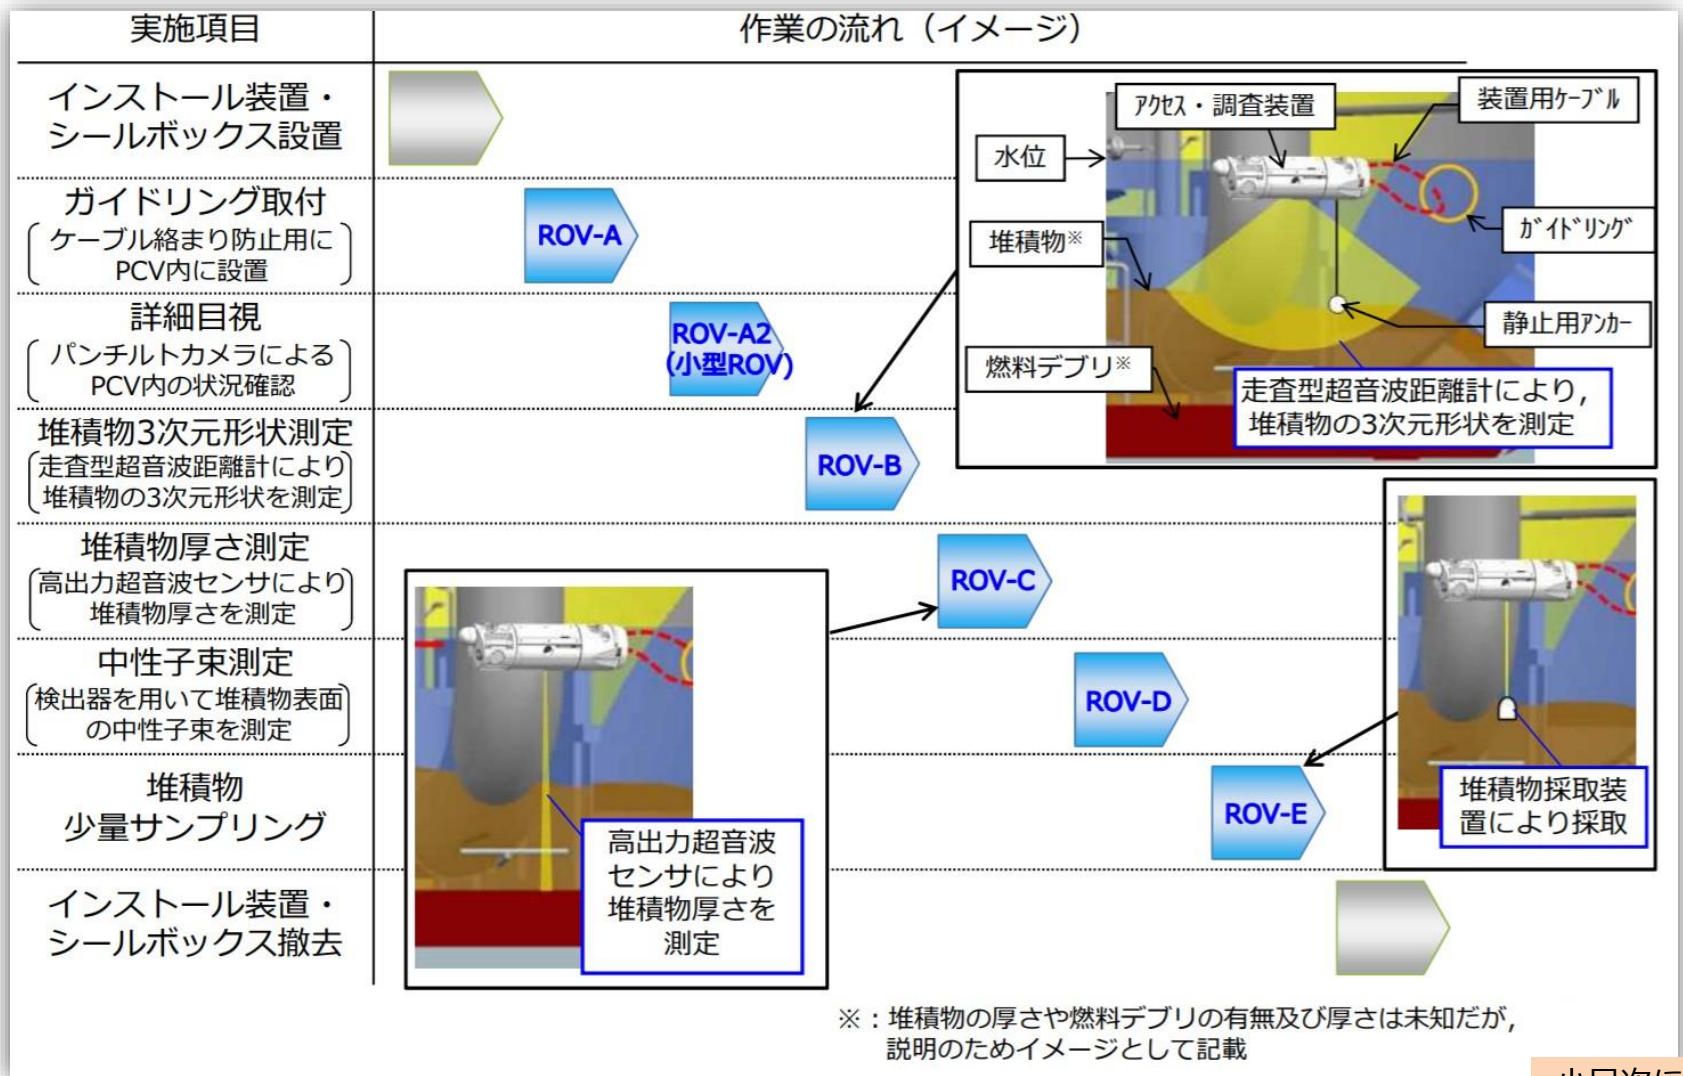 実施項目
作業の流れ（イメージ）
インストール装置・
シールボックス設置
ガイドリング取付
ケーブル絡まり防止用に
PCV内に設置
ROV-A
詳細目視
パンチルトカメラによる
PCV内の状況確認
ROV-A2
(小型ROV)
堆積物3次元形状測定
走査型超音波距離計により
堆積物の3次元形状を測定
ROV-B
アクセス・調査装置
装置用ケーブル
水位
堆積物※
ガイドリング
静止用アンカー
燃料デブリ※
走査型超音波距離計により,
堆積物の3次元形状を測定
堆積物厚さ測定
高出力超音波センサにより
堆積物厚さを測定
ROV-C
中性子束測定
検出器を用いて堆積物表面
の中性子束を測定
ROV-D
堆積物
少量サンプリング
ROV-E
高出力超音波
センサにより
堆積物厚さを
測定
堆積物採取装
置により採取
インストール装置・
シールボックス撤去
※：堆積物の厚さや燃料デブリの有無及び厚さは未知だが,
説明のためイメージとして記載